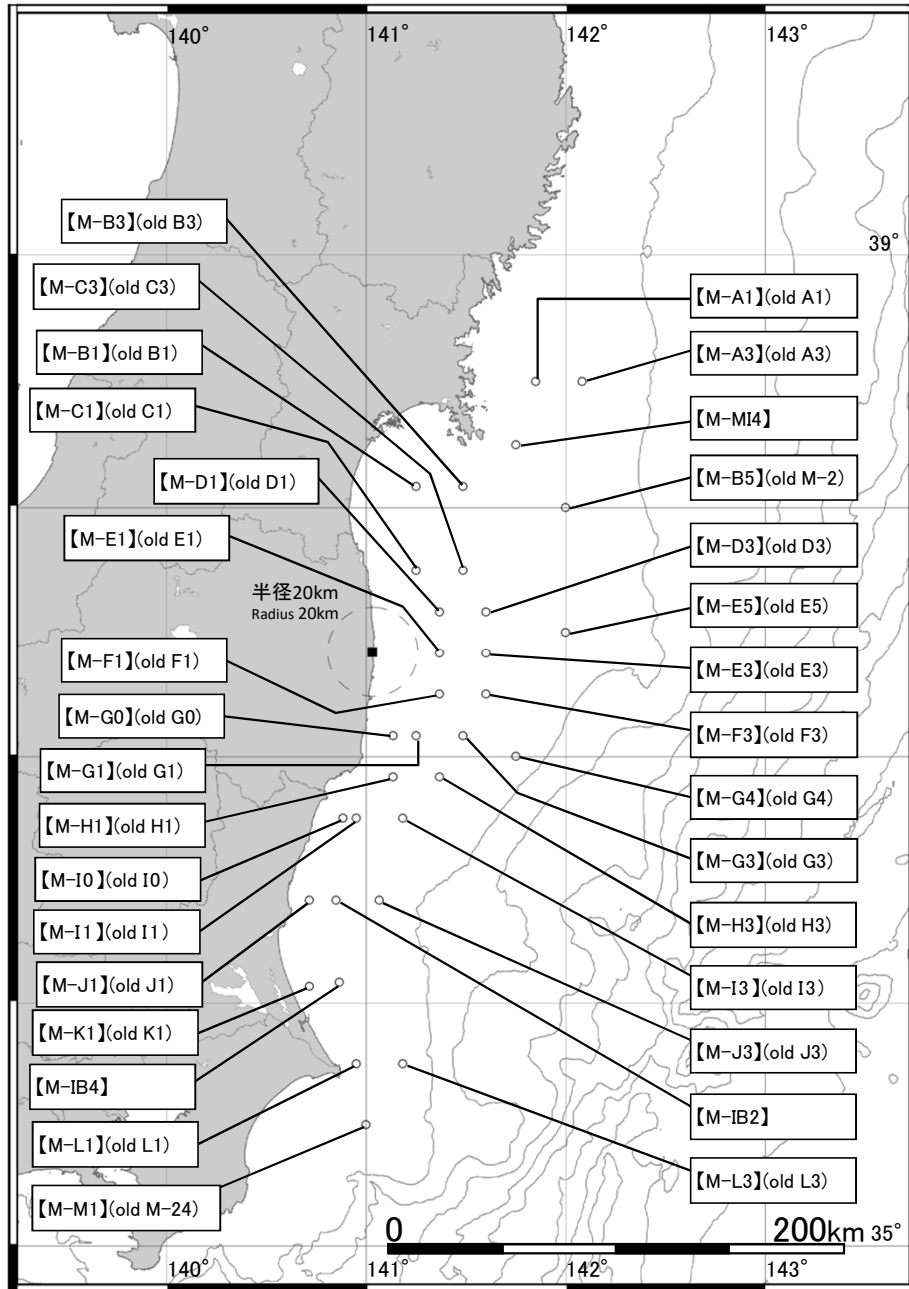 140°
141°
142°
143°
39°
【M-B3】(old B3)
【M-C3】(old C3)
【M-B1】(old B1)
【M-C1】(old C1)
【M-D1】(old D1)
【M-E1】(old E1)
半径20km
Radius 20km
【M-F1】(old F1)
【M-G0】(old G0)
【M-G1】(old G1)
【M-H1】(old H1)
【M-I0】(old I0)
【M-I1】(old I1)
【M-J1】(old J1)
【M-K1】(old K1)
【M-IB4】
【M-L1】(old L1)
【M-M1】(old M-24)
【M-A1】(old A1)
【M-A3】(old A3)
【M-MI4】
【M-B5】(old M-2)
【M-D3】(old D3)
【M-E5】(old E5)
【M-E3】(old E3)
【M-F3】(old F3)
【M-G4】(old G4)
【M-G3】(old G3)
【M-H3】(old H3)
【M-I3】(old I3)
【M-J3】(old J3)
【M-IB2】
【M-L3】(old L3)
0
200km
35°
140°
141°
142°
143°